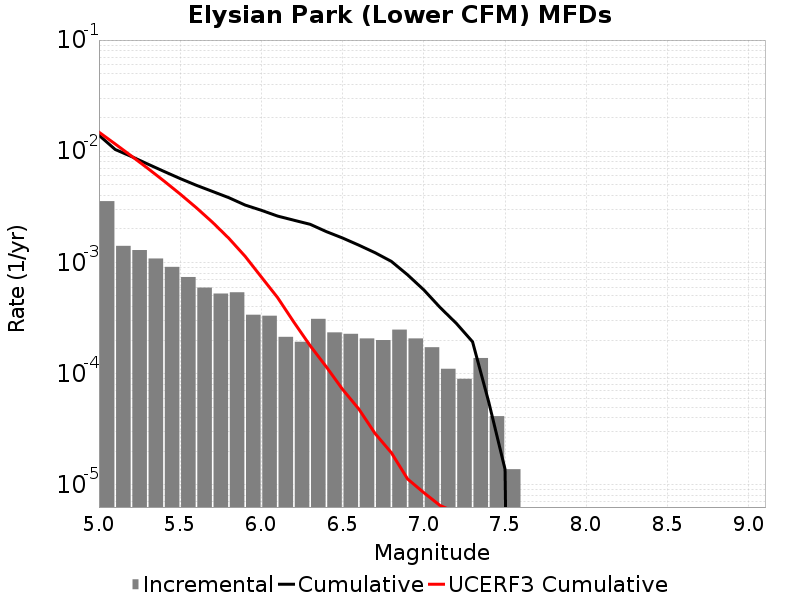 Elysian Park (Lower CFM) MFDs
10-1
10-2
10-3
10-4
10-5
Rate (1/yr)
5.0 5.5 6.0 6.5 7.0 7.5 8.0 8.5 9.0
Magnitude
Incremental Cumulative UCERF3 Cumulative